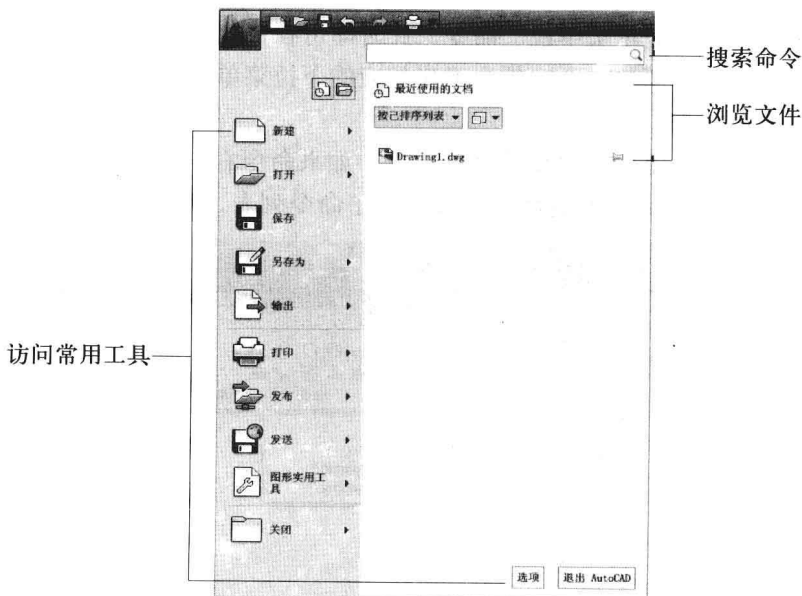 搜索命令
最近使用的文档
浏览文件
按已排序列表
新建
Drawing1.dwg
打开
保存
另存为
输出
访问常用工具
打印
发布
发送
图形实用工
具
关闭
选项
退出 AutoCAD